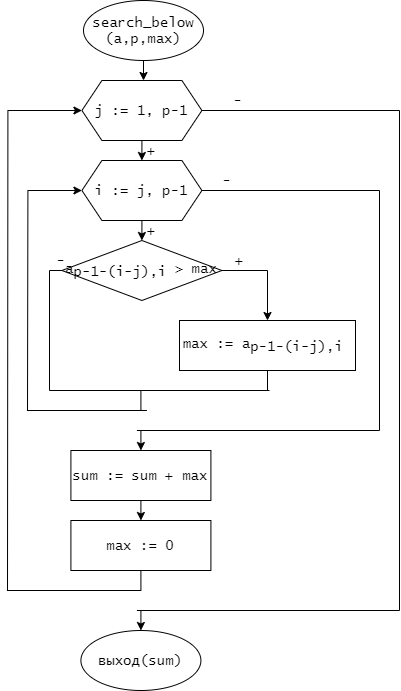 search_below
(a,p,max)
j := 1, p-1
–
+
i := j, p-1
–
+
–
ap-1-(i-j),i > max
+
max := ap-1-(i-j),i
sum := sum + max
max := 0
выход(sum)